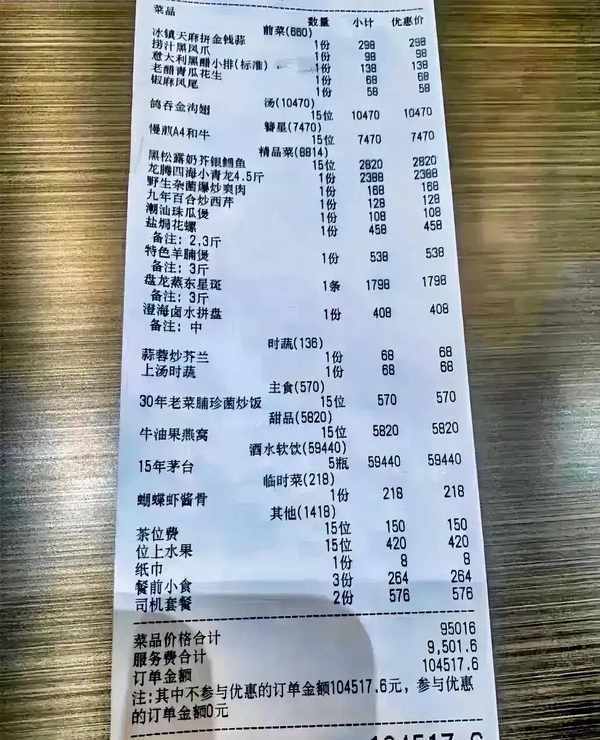 菜品 数量 小计 优惠价
前菜(660)
冰镇天麻拼金钱蒜 1份 298 298
捞汁黑凤爪 1份 98 98
意大利黑醋小排(标准) 1份 138 138
老醋青瓜花生 1份 68 68
椒麻凤尾 1份 58 58
汤(10470)
鸽吞金沟翅 15位 10470 10470
簪星(7470)
慢煎A4和牛 15位 7470 7470
精品菜(8814)
黑松露奶芥银鳕鱼 15位 2820 2820
龙腾四海小青龙4.5斤 1份 2388 2388
野生杂菌爆炒爽肉 1份 168 168
九年百合炒西芹 1份 128 128
潮汕珠瓜煲 1份 108 108
盐焗花螺 1份 458 458
备注: 2.3斤
特色羊腩煲 1份 538 538
备注: 3斤
盘龙蒸东星斑 1条 1798 1798
备注: 3斤
澄海卤水拼盘 1份 408 408
备注: 中
时蔬(136)
蒜蓉炒芥兰 1份 68 68
上汤时蔬 1份 68 68
主食(570)
30年老菜脯珍菌炒饭 15位 570 570
甜品(5820)
牛油果燕窝 15位 5820 5820
酒水软饮(59440)
15年茅台 5瓶 59440 59440
临时菜(218)
蝴蝶虾酱骨 1份 218 218
其他(1418)
茶位费 15位 150 150
位上水果 15位 420 420
纸巾 1份 8 8
餐前小食 3份 264 264
司机套餐 2份 576 576
菜品价格合计 95016
服务费合计 9,501.6
订单金额 104517.6
注:其中不参与优惠的订单金额104517.6元, 参与优惠
的订单金额0元